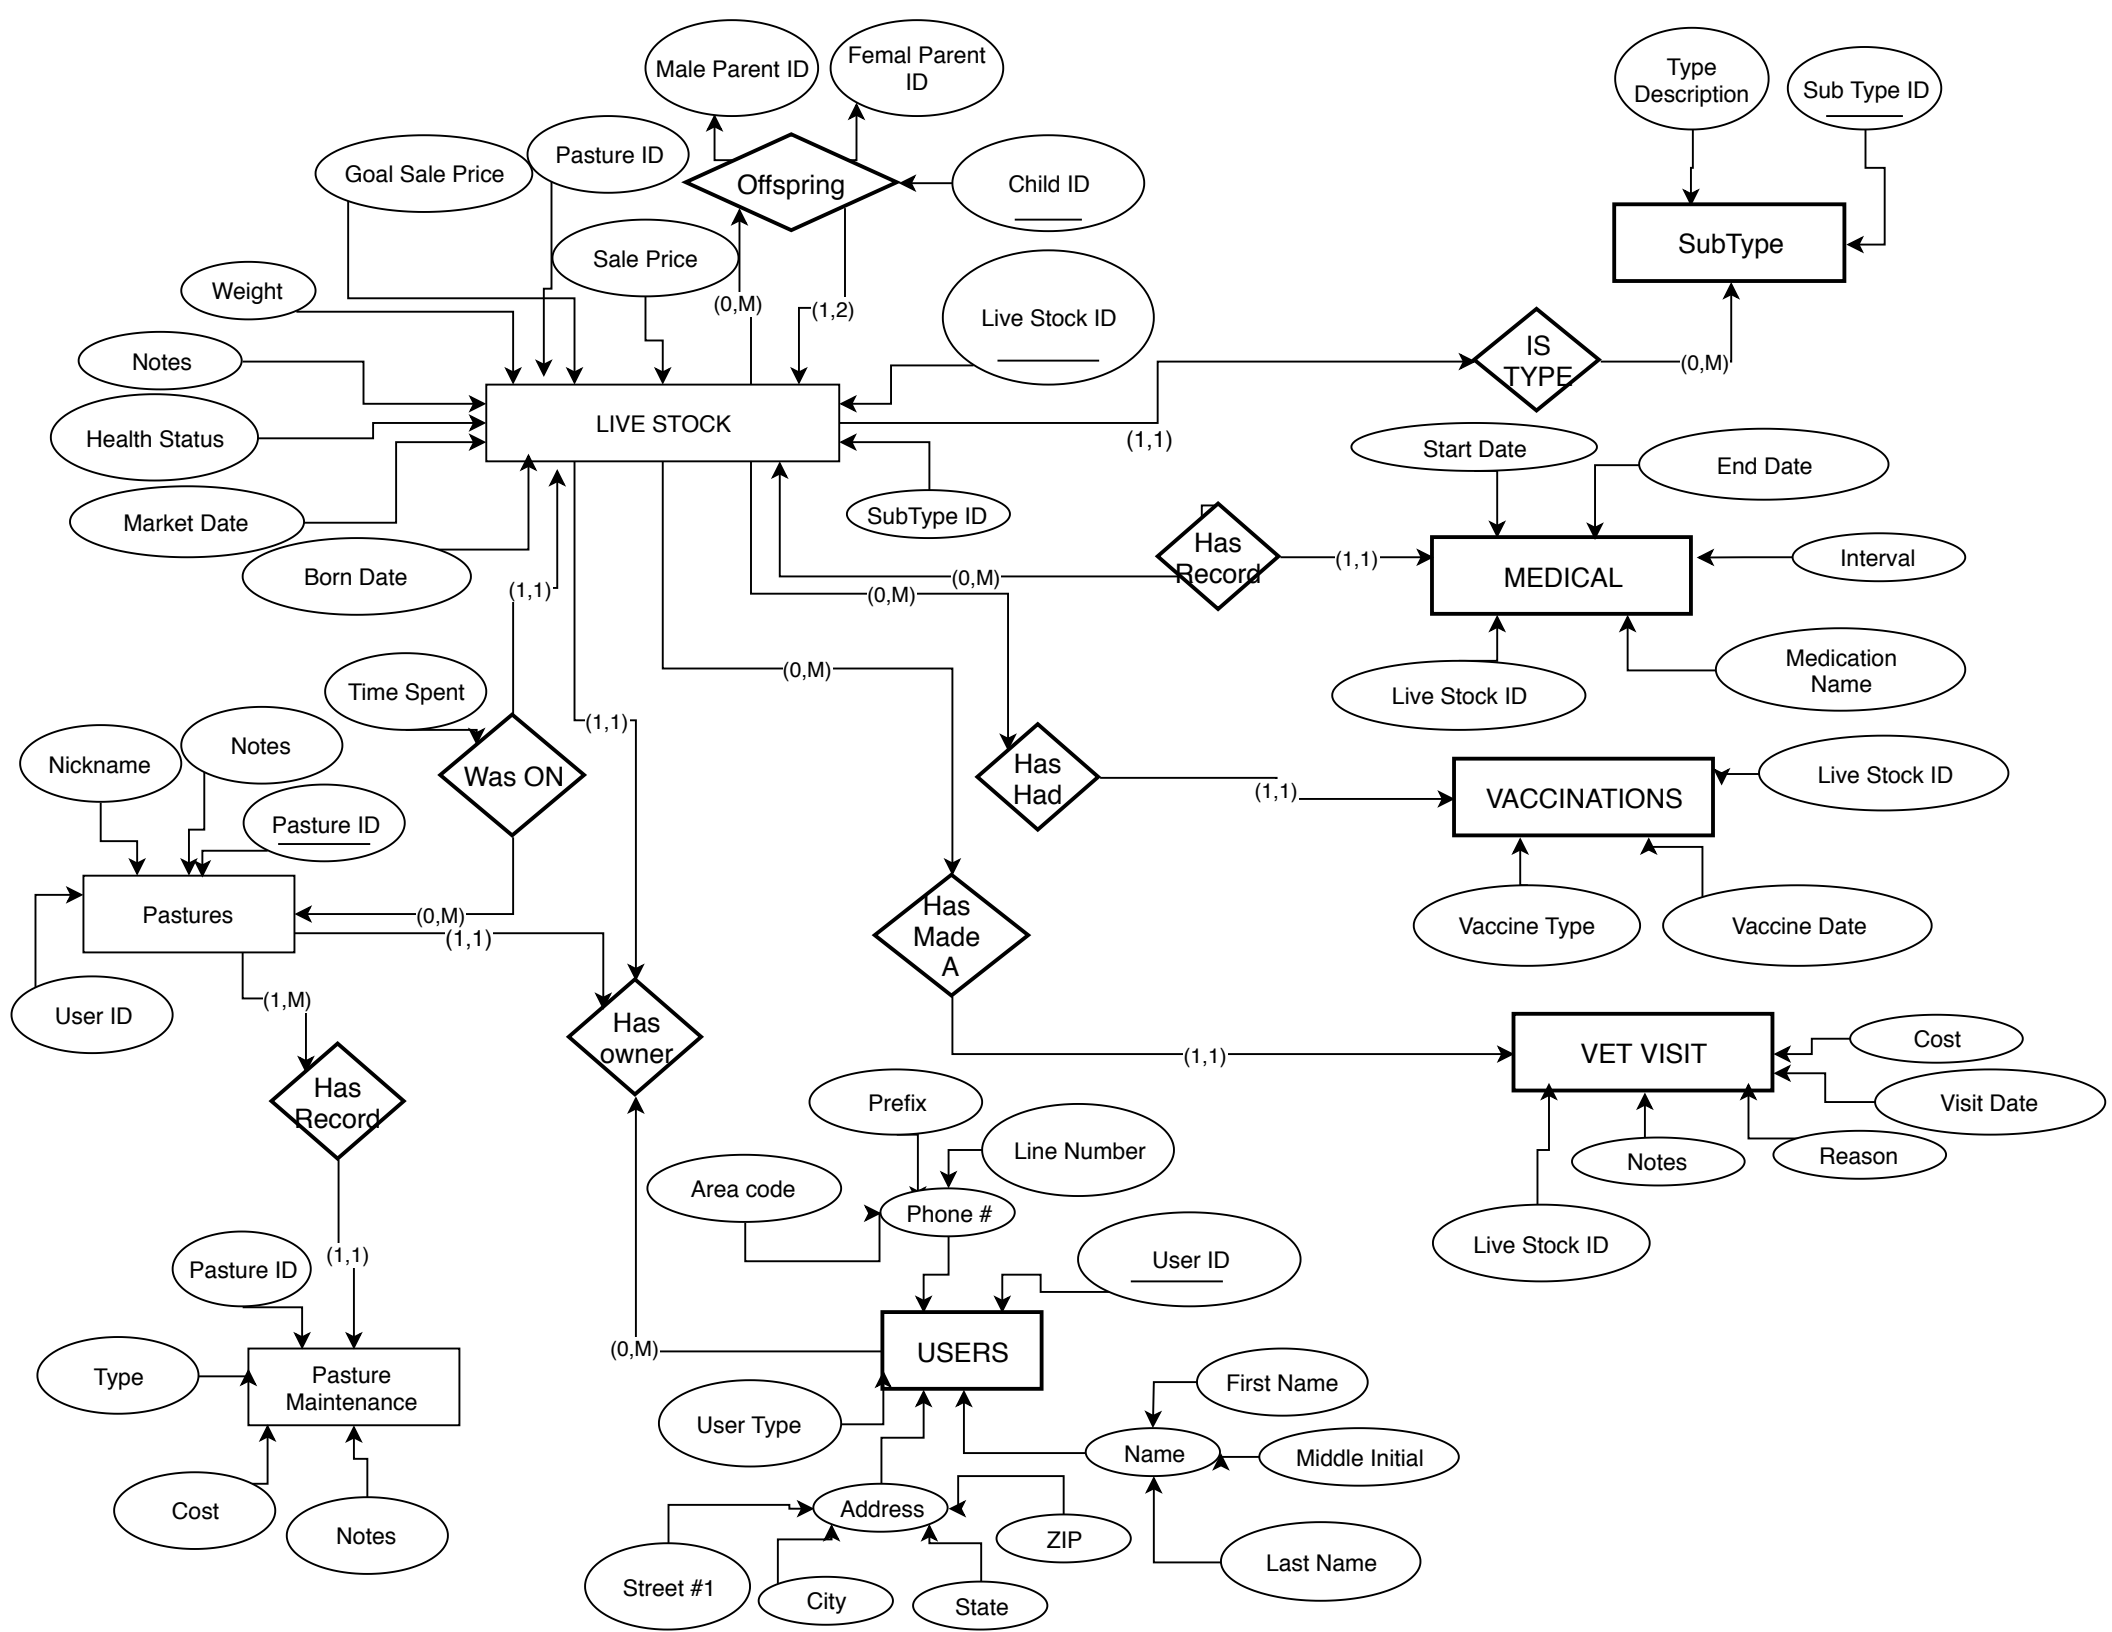 Male Parent ID
Femal Parent
ID
Type
Description
Sub Type ID
Goal Sale Price
Pasture ID
Offspring
Child ID
SubType
Sale Price
Weight
(0,M)
(1,2)
Live Stock ID
Notes
IS
TYPE
(0,M)
Health Status
LIVE STOCK
(1,1)
Start Date
End Date
Market Date
SubType ID
Born Date
(1,1)
(0,M)
(0,M)
Has
Record
(1,1)
MEDICAL
Interval
Time Spent
(0,M)
Live Stock ID
Medication
Name
Nickname
Notes
(1,1)
Was ON
Has
Had
(1,1)
VACCINATIONS
Live Stock ID
Pasture ID
Pastures
(0,M)
(1,1)
Has
Made
A
Vaccine Type
Vaccine Date
User ID
(1,M)
Has
owner
(1,1)
VET VISIT
Cost
Has
Record
Prefix
Line Number
Visit Date
Notes
Reason
Area code
Phone #
Live Stock ID
(1,1)
Pasture ID
User ID
Type
Pasture
Maintenance
(0,M)
USERS
First Name
User Type
Name
Middle Initial
Cost
Notes
Address
ZIP
Last Name
Street #1
City
State